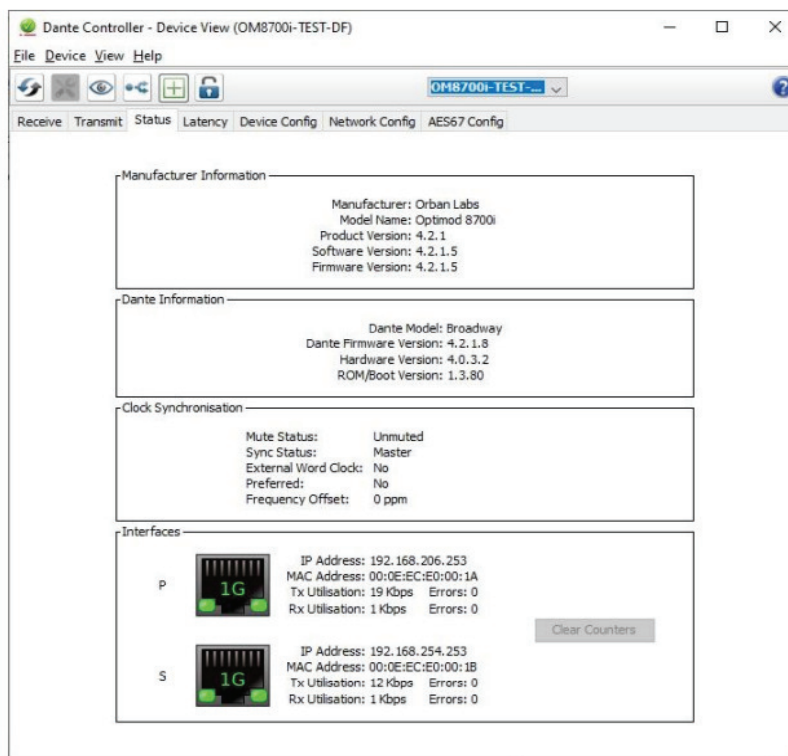 Dante Controller - Device View (OM8700i-TEST-DF)
File Device View Help
OM8700i-TEST-...
?
Receive Transmit Status Latency Device Config Network Config AES67 Config
Manufacturer Information
Manufacturer: Orban Labs
Model Name: Optimod 8700i
Product Version: 4.2.1
Software Version: 4.2.1.5
Firmware Version: 4.2.1.5
Dante Information
Dante Model: Broadway
Dante Firmware Version: 4.2.1.8
Hardware Version: 4.0.3.2
ROM/Boot Version: 1.3.80
Clock Synchronisation
Mute Status: Unmuted
Sync Status: Master
External Word Clock: No
Preferred: No
Frequency Offset: 0 ppm
Interfaces
P
1G
IP Address: 192.168.206.253
MAC Address: 00:0E:EC:E0:00:1A
Tx Utilisation: 19 Kbps Errors: 0
Rx Utilisation: 1 Kbps Errors: 0
Clear Counters
S
1G
IP Address: 192.168.254.253
MAC Address: 00:0E:EC:E0:00:1B
Tx Utilisation: 12 Kbps Errors: 0
Rx Utilisation: 1 Kbps Errors: 0